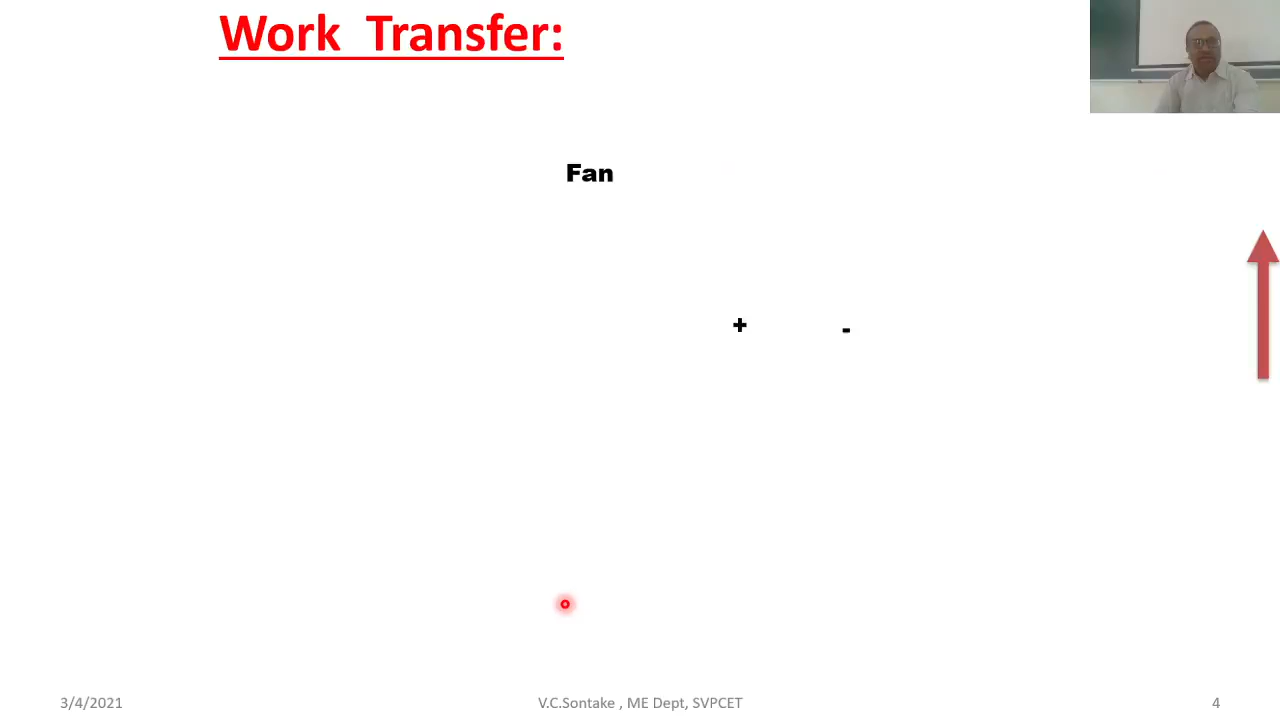 Work Transfer:
Fan
+ -
3/4/2021 V.C.Sontake , ME Dept, SVPCET 4